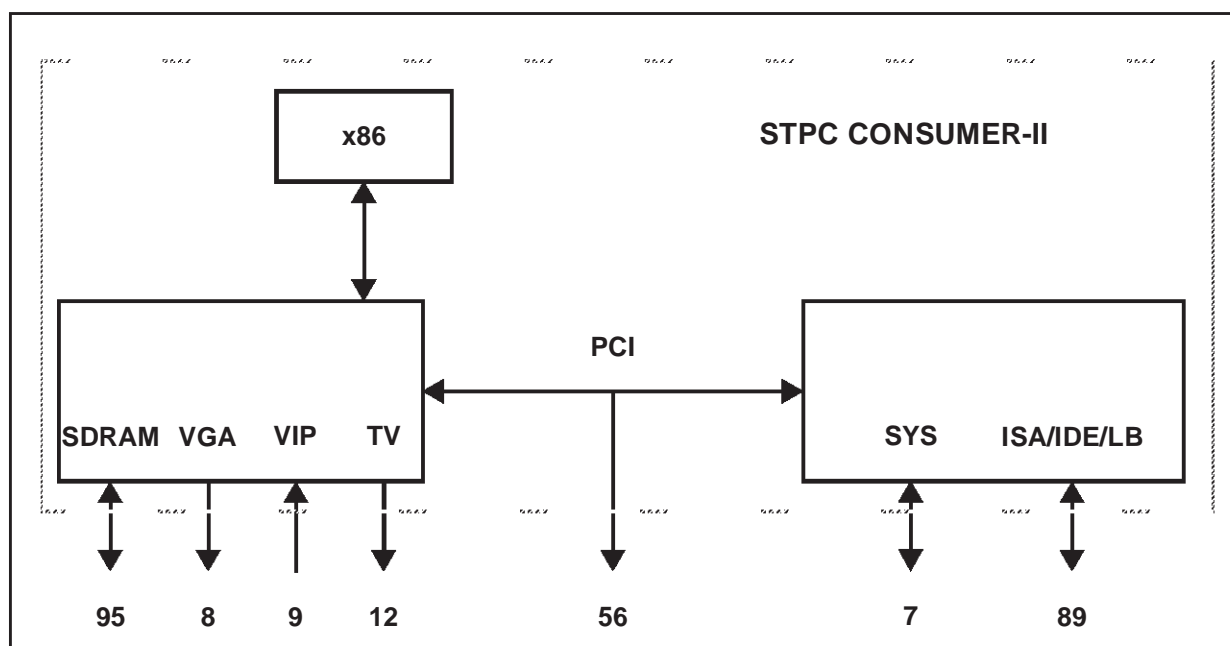 x86
STPC CONSUMER-II
PCI
SDRAM VGA VIP TV
SYS ISA/IDE/LB
95 8 9 12 56 7 89